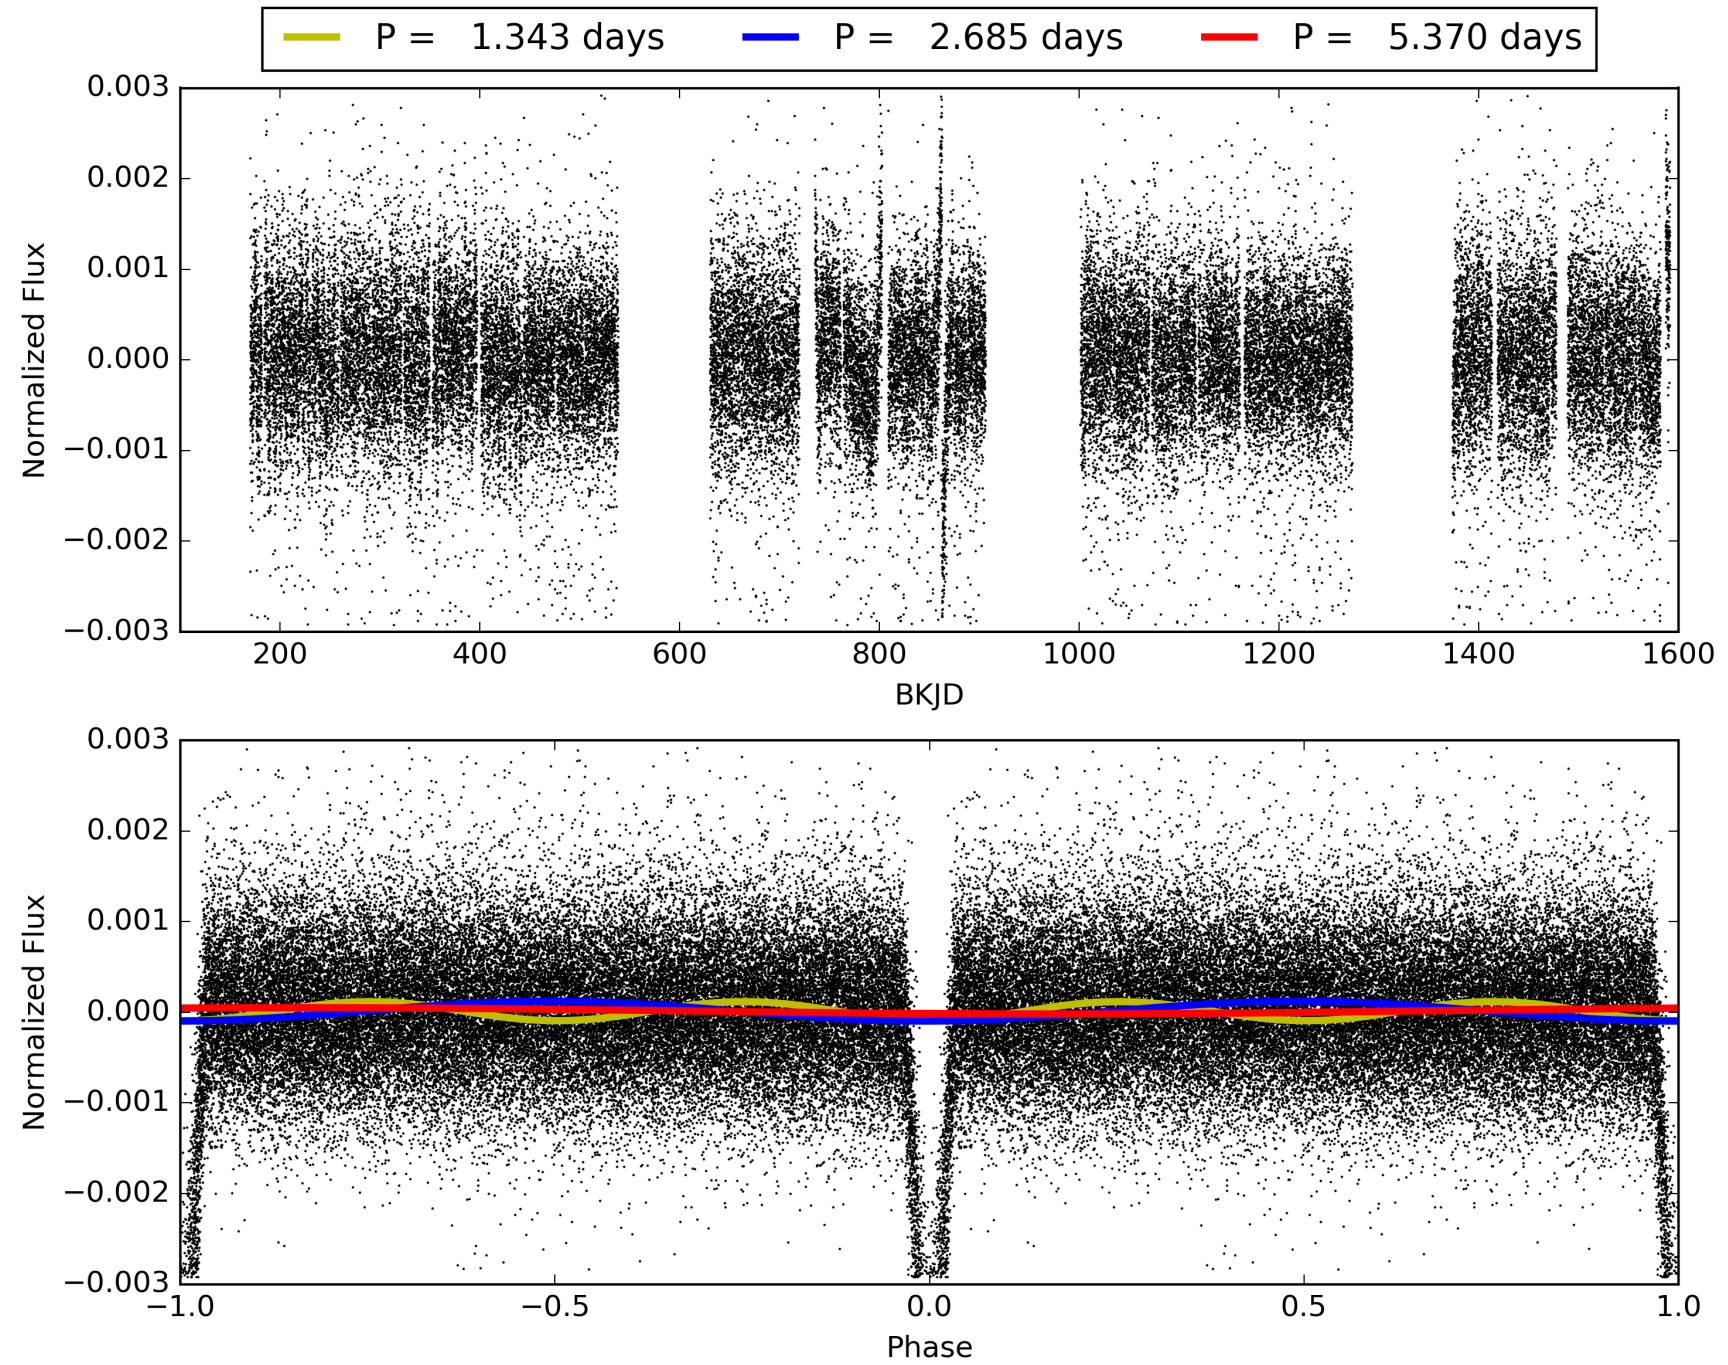 P = 1.343 days P = 2.685 days P = 5.370 days
0.003
0.002
0.001
0.000
−0.001
−0.002
−0.003
Normalized Flux
200 400 600 800 1000 1200 1400 1600
BKJD
0.003
0.002
0.001
0.000
−0.001
−0.002
−0.003
Normalized Flux
−1.0 −0.5 0.0 0.5 1.0
Phase